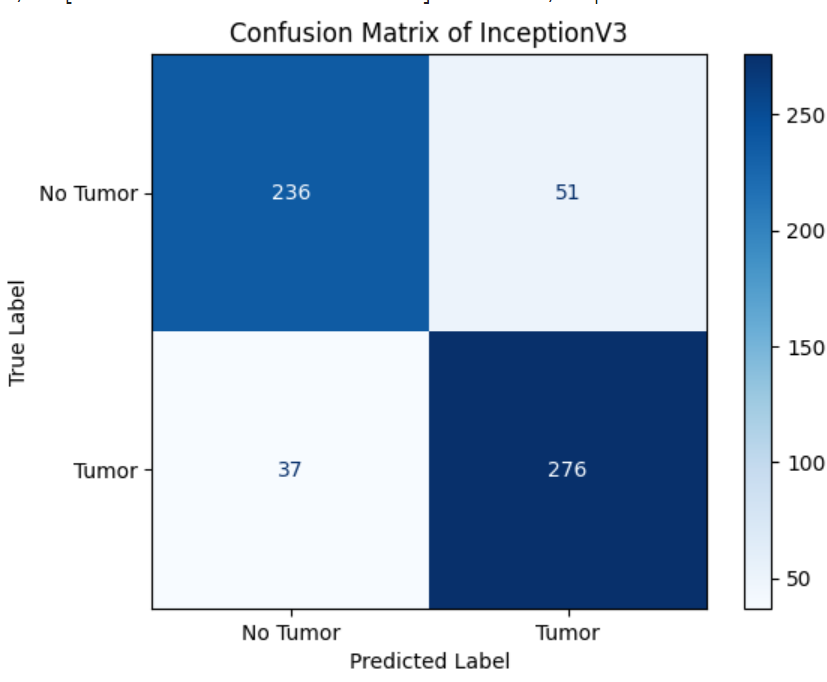 Confusion Matrix of InceptionV3
No Tumor
236
51
250
200
150
100
50
True Label
Tumor
37
276
No Tumor
Tumor
Predicted Label